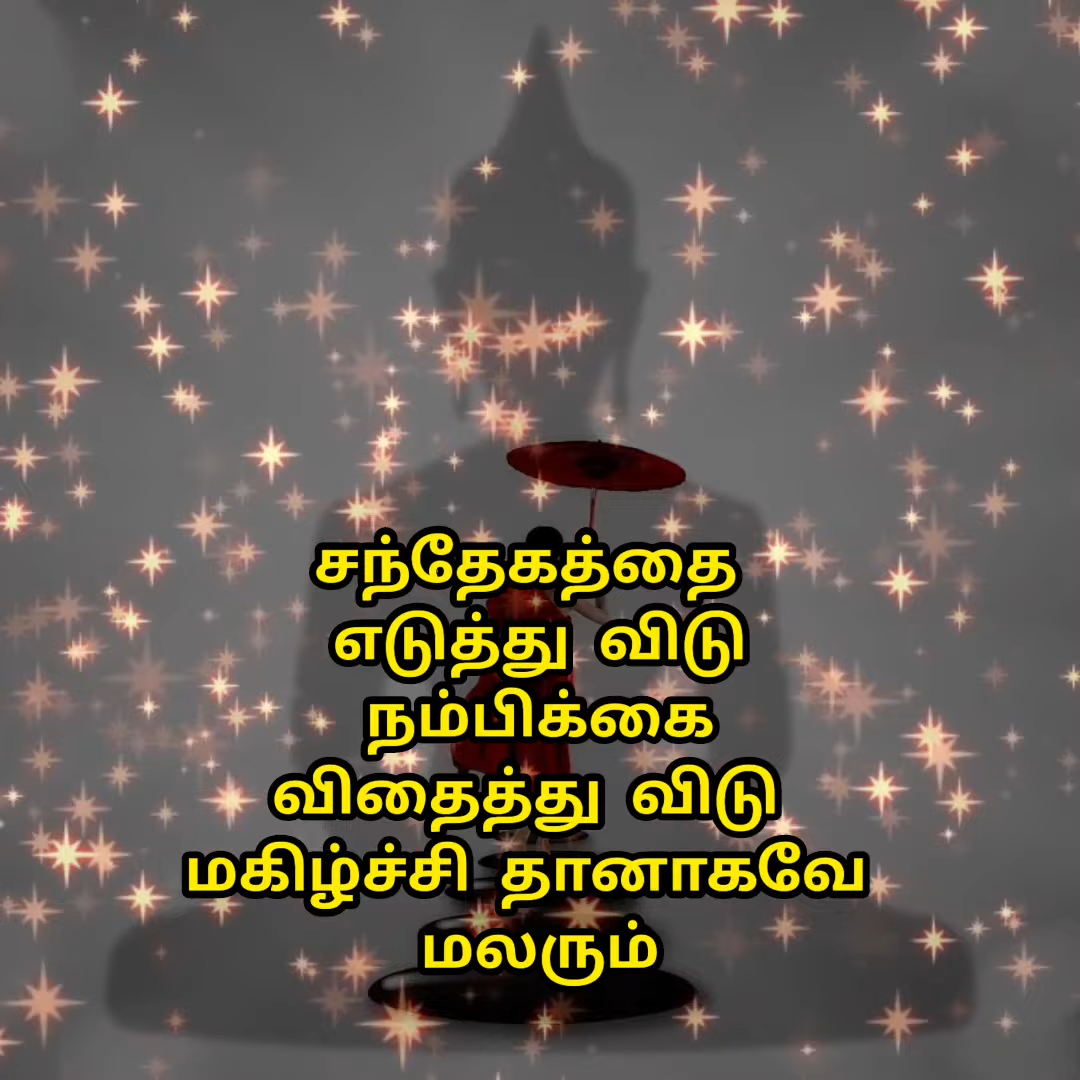 சந்தேகத்தை
எடுத்து விடு
நம்பிக்கை
விதைத்து விடு
மகிழ்ச்சி தானாகவே
மலரும்